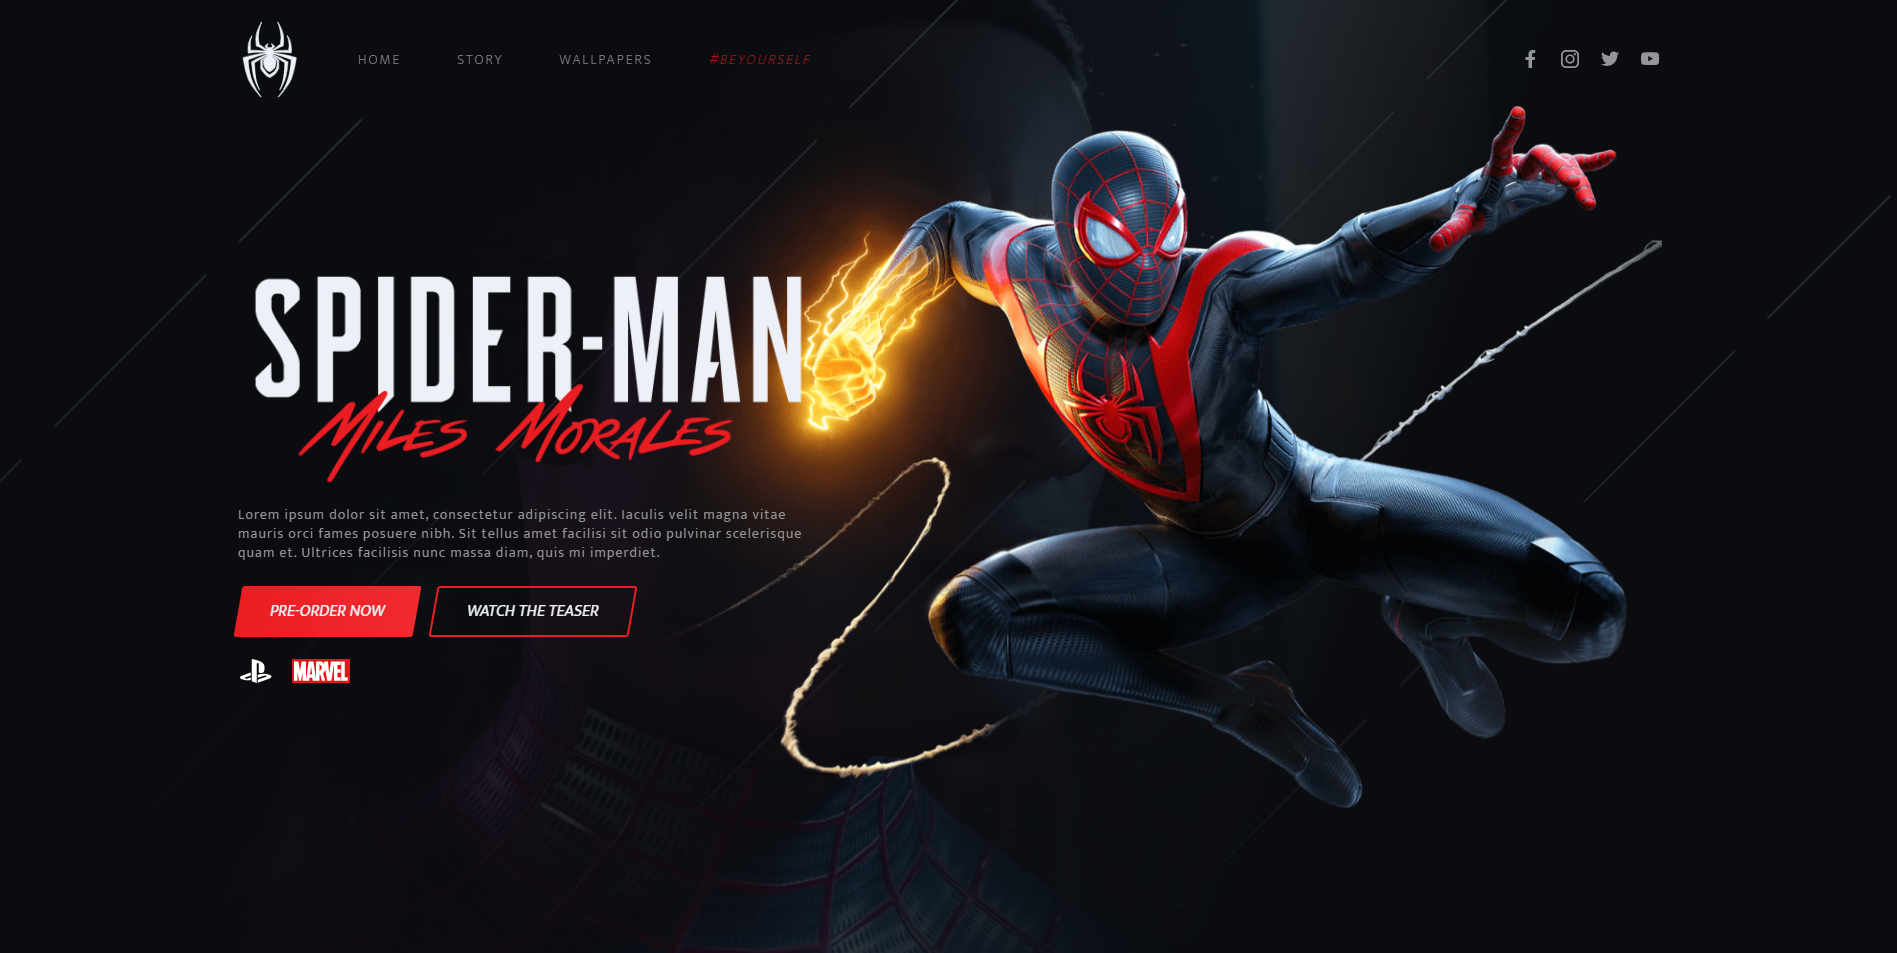 HOME STORY WALLPAPERS #BEYOURSELF
SPIDER-MAN
MILES MORALES
Lorem ipsum dolor sit amet, consectetur adipiscing elit. Iaculis velit magna vitae
mauris orci fames posuere nibh. Sit tellus amet facilisi sit odio pulvinar scelerisque
quam et. Ultrices facilisis nunc massa diam, quis mi imperdiet.
PRE-ORDER NOW WATCH THE TEASER
MARVEL